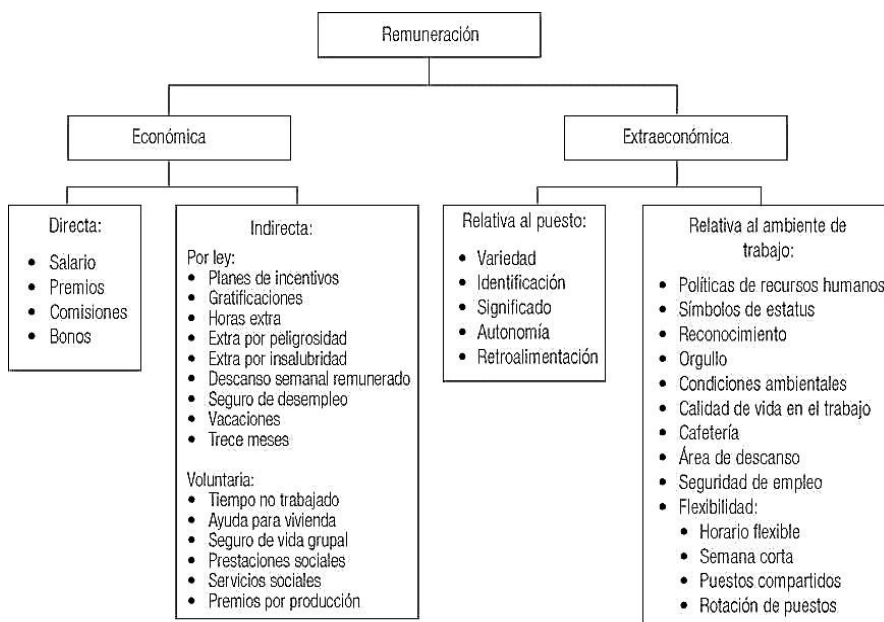 Remuneración
Económica
Extraeconómica
Directa:
• Salario
• Premios
• Comisiones
• Bonos
Indirecta:
Por ley:
• Planes de incentivos
• Gratificaciones
• Horas extra
• Extra por peligrosidad
• Extra por insalubridad
• Descanso semanal remunerado
• Seguro de desempleo
• Vacaciones
• Trece meses
Voluntaria:
• Tiempo no trabajado
• Ayuda para vivienda
• Seguro de vida grupal
• Prestaciones sociales
• Servicios sociales
• Premios por producción
Relativa al puesto:
• Variedad
• Identificación
• Significado
• Autonomía
• Retroalimentación
Relativa al ambiente de
trabajo:
• Políticas de recursos humanos
• Símbolos de estatus
• Reconocimiento
• Orgullo
• Condiciones ambientales
• Calidad de vida en el trabajo
• Cafetería
• Área de descanso
• Seguridad de empleo
• Flexibilidad:
• Horario flexible
• Semana corta
• Puestos compartidos
• Rotación de puestos